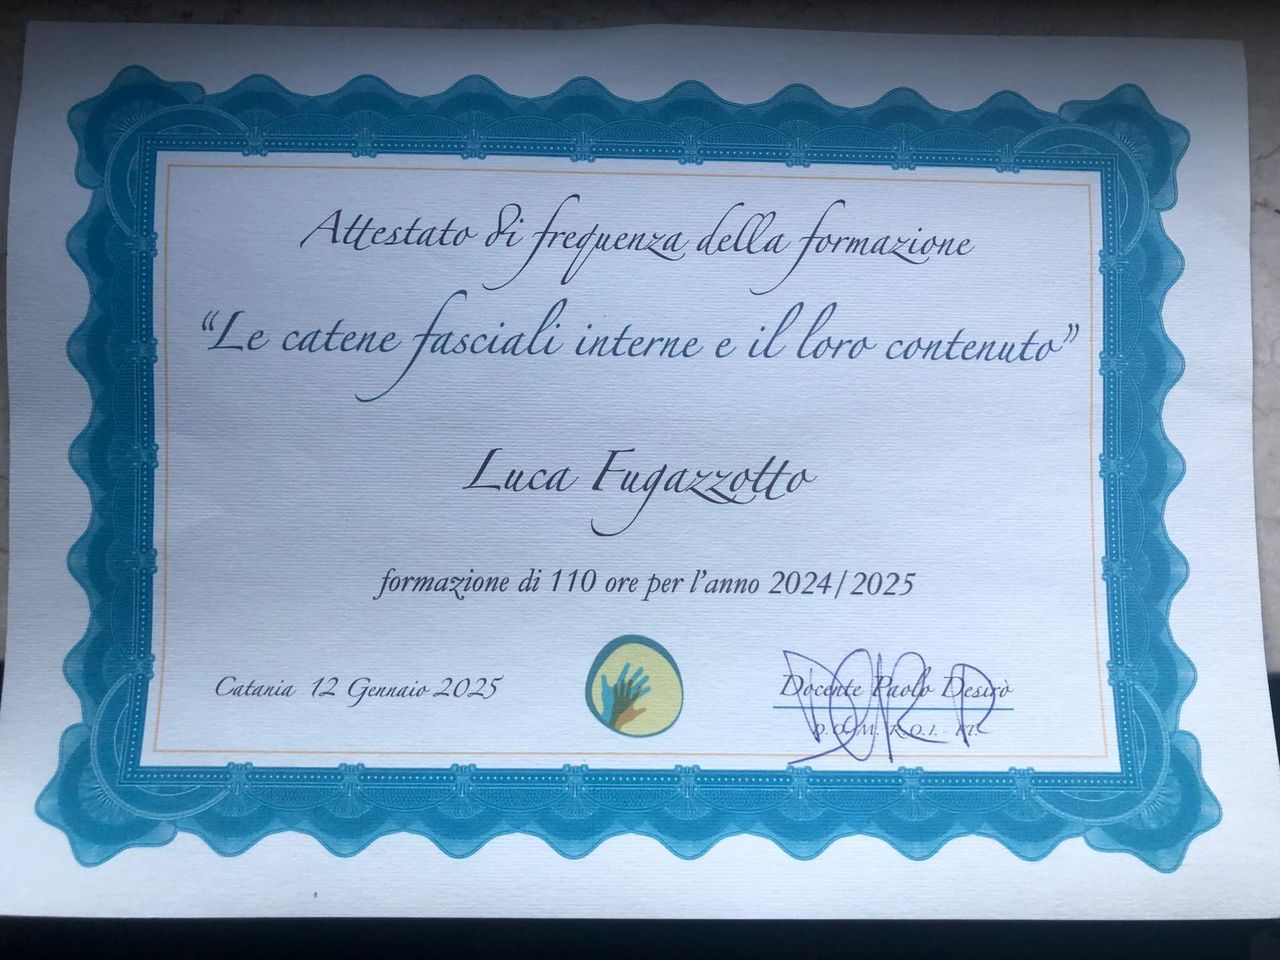 Attestato di frequenza della formazione
“Le catene fasciali interne e il loro contenuto”
Luca Fugazzotto
formazione di 110 ore per l'anno 2024/2025
Catania 12 Gennaio 2025
Docente Paolo Desirò
D.O.M.R.O.I. - FT.